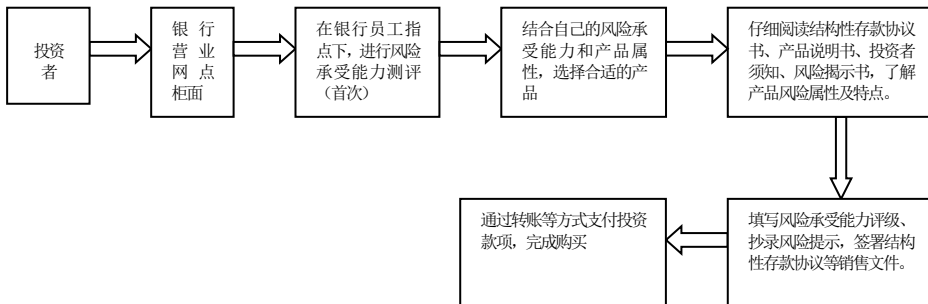 投资
者
银行
营业
网点
柜面
在银行员工指
点下，进行风险
承受能力测评
（首次）
结合自己的风险承
受能力和产品属
性，选择合适的产
品
仔细阅读结构性存款协议
书、产品说明书、投资者
须知、风险揭示书，了解
产品风险属性及特点。
填写风险承受能力评级、
抄录风险提示，签署结构
性存款协议等销售文件。
通过转账等方式支付投资
款项，完成购买